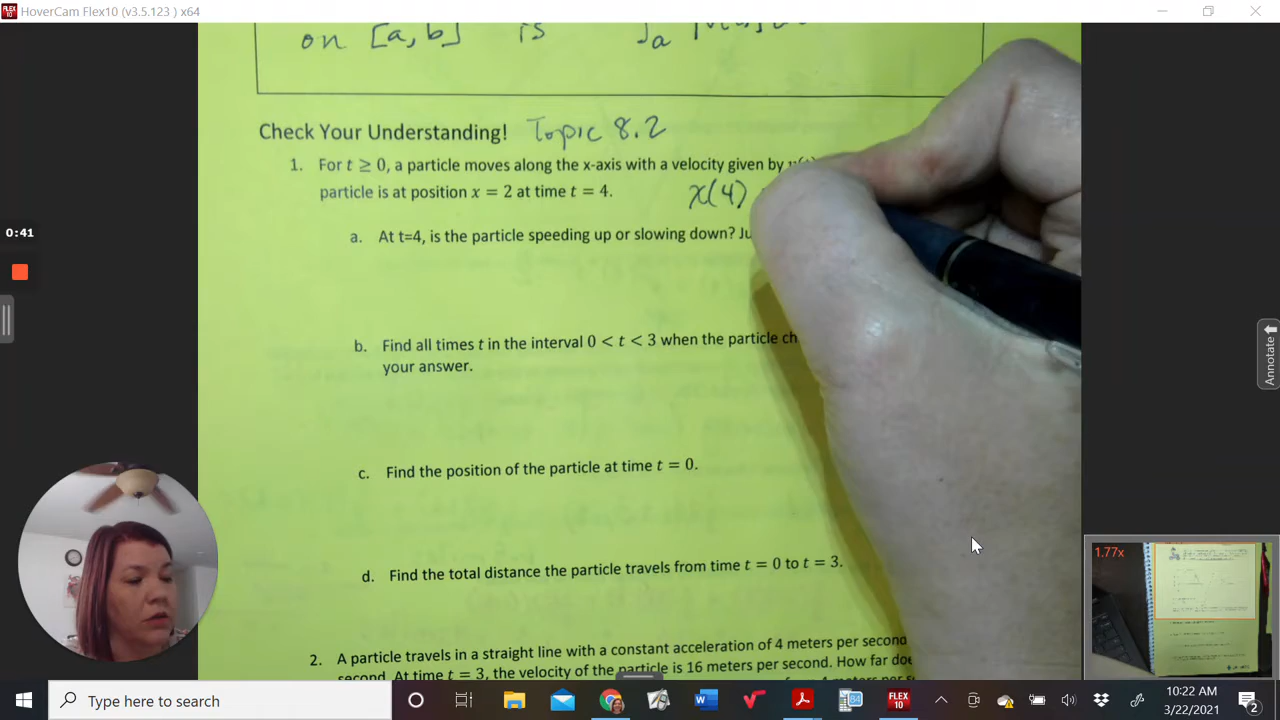 HoverCam Flex10 (v3.5.123 ) x64
on [a,b] is
Check Your Understanding! Topic 8.2
1. For t ≥ 0, a particle moves along the x-axis with a velocity given by
particle is at position x = 2 at time t = 4. x(4)
a. At t=4, is the particle speeding up or slowing down?
b. Find all times t in the interval 0 < t < 3 when the particle
your answer.
c. Find the position of the particle at time t = 0.
d. Find the total distance the particle travels from time t = 0 to t = 3.
2. A particle travels in a straight line with a constant acceleration of 4 meters per second
second. At time t = 3, the velocity of the particle is 16 meters per second. How far
0:41
Annotate
1.77x
Type here to search
FLEX
10
10:22 AM
3/22/2021
2